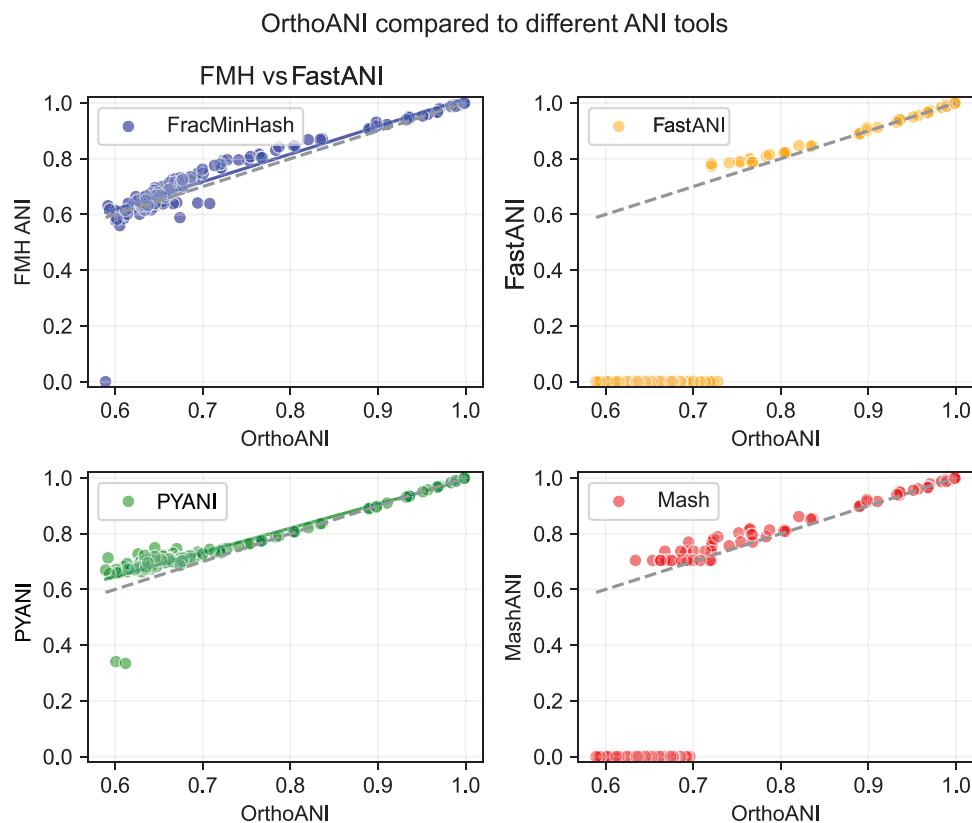 OrthoANI compared to different ANI tools
FMH vs FastANI
1.0
0.8
0.6
0.4
0.2
0.0
FMH ANI
FracMinHash
0.6 0.7 0.8 0.9 1.0
OrthoANI
1.0
0.8
0.6
0.4
0.2
0.0
FastANI
FastANI
0.6 0.7 0.8 0.9 1.0
OrthoANI
1.0
0.8
0.6
0.4
0.2
0.0
PYANI
PYANI
0.6 0.7 0.8 0.9 1.0
OrthoANI
1.0
0.8
0.6
0.4
0.2
0.0
MashANI
Mash
0.6 0.7 0.8 0.9 1.0
OrthoANI